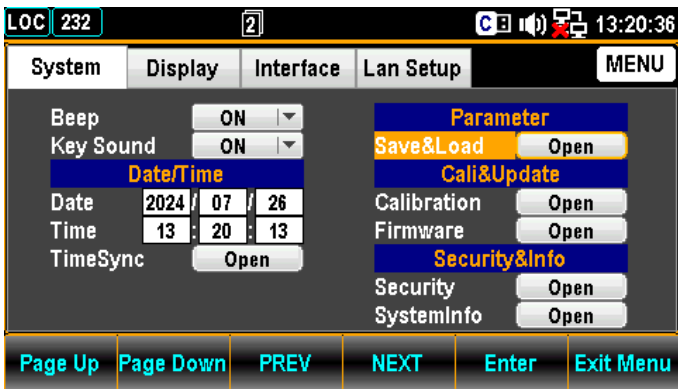 LOC 232 2 C 13:20:36
System Display Interface Lan Setup MENU
Beep ON
Key Sound ON
Date/Time
Date 2024 / 07 / 26
Time 13 : 20 : 13
TimeSync Open
Parameter
Save&Load Open
Cali&Update
Calibration Open
Firmware Open
Security&Info
Security Open
SystemInfo Open
Page Up Page Down PREV NEXT Enter Exit Menu